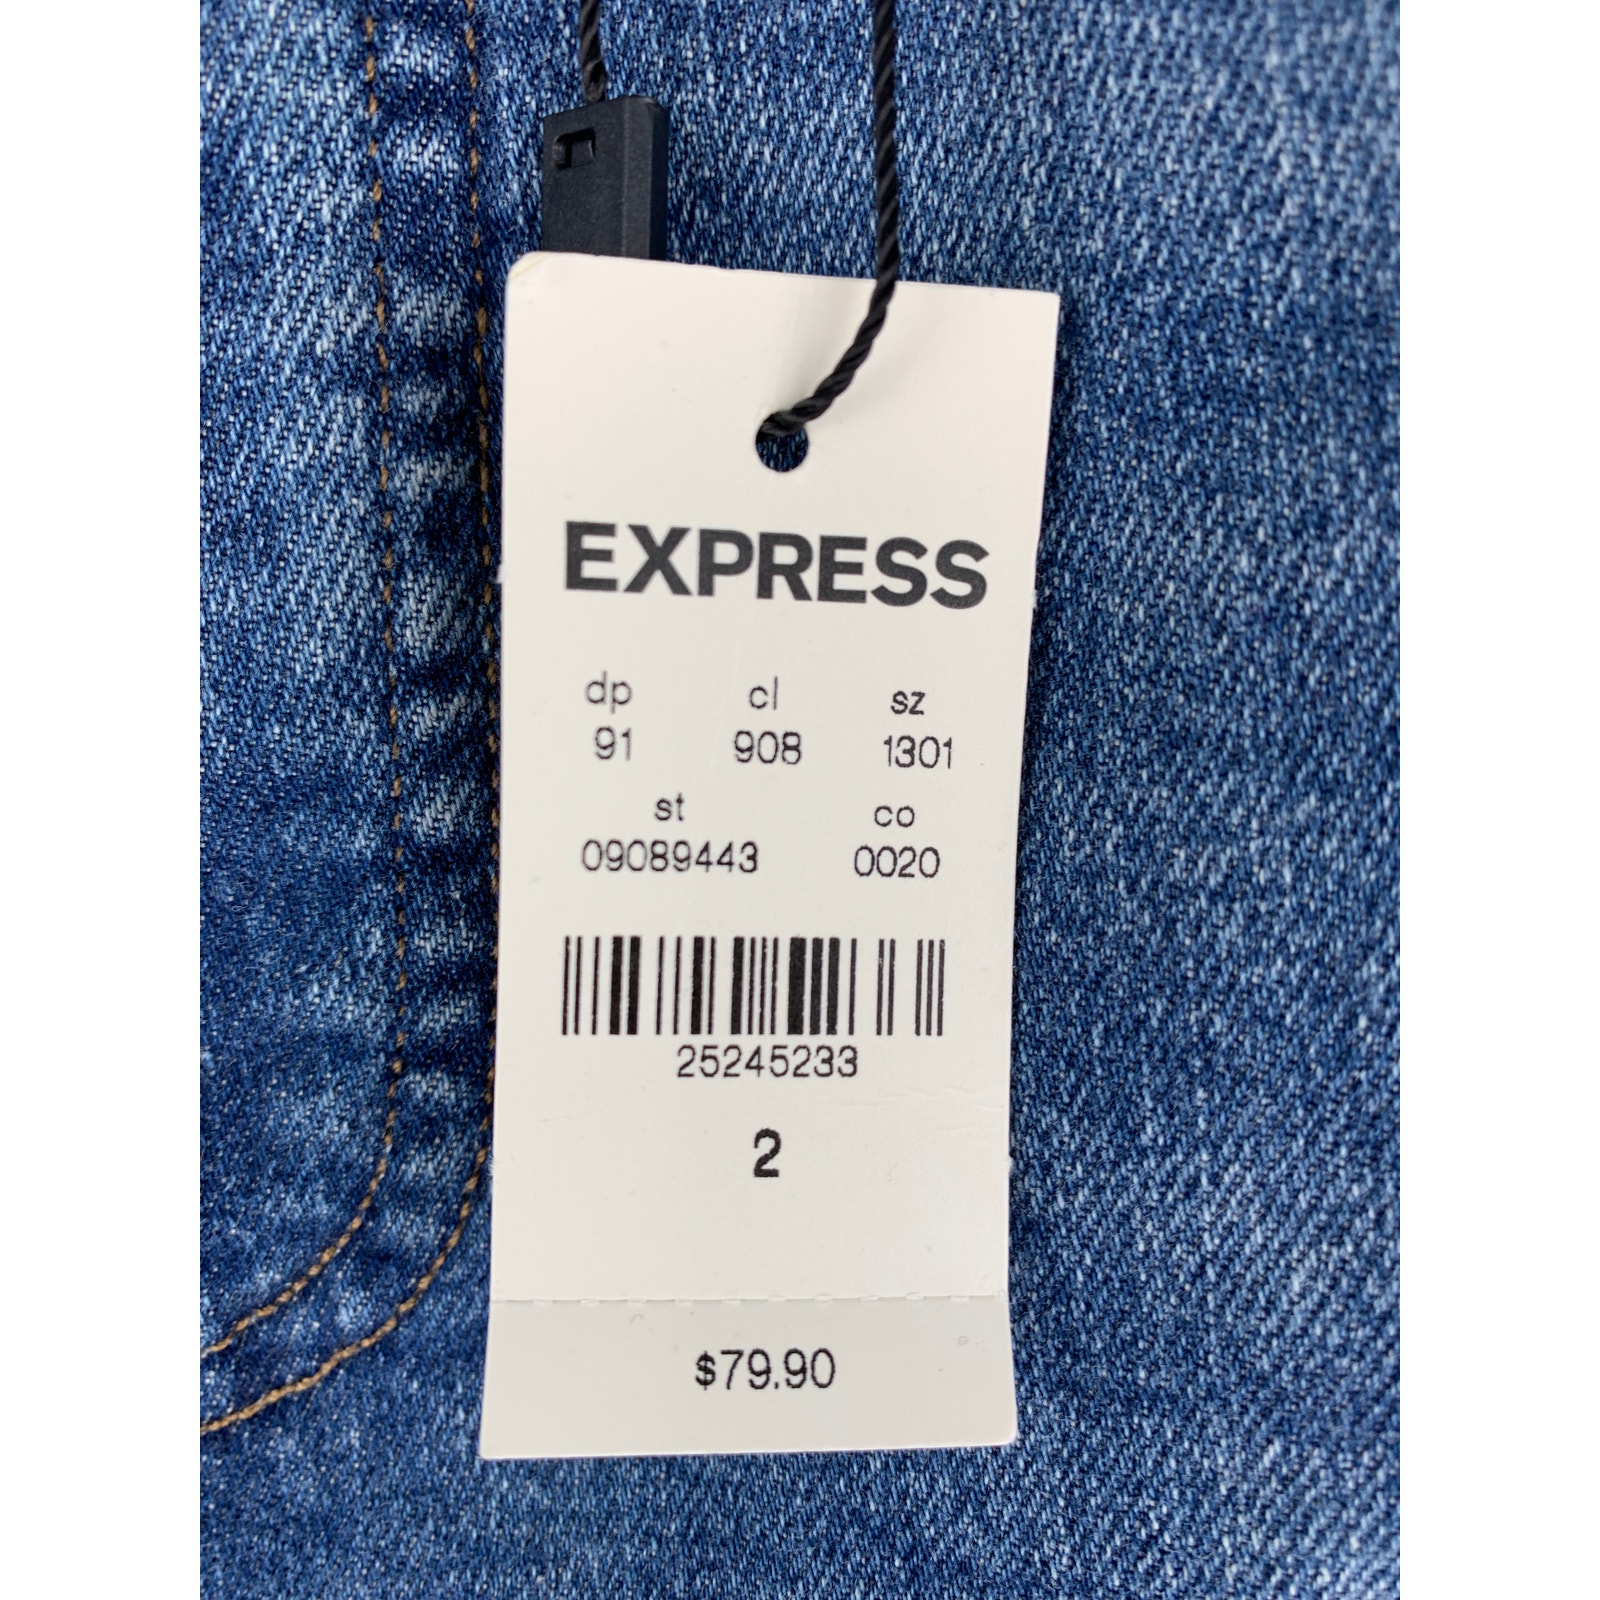 EXPRESS
dp cl sz
91 908 1301
st co
09089443 0020
25245233
2
$79.90